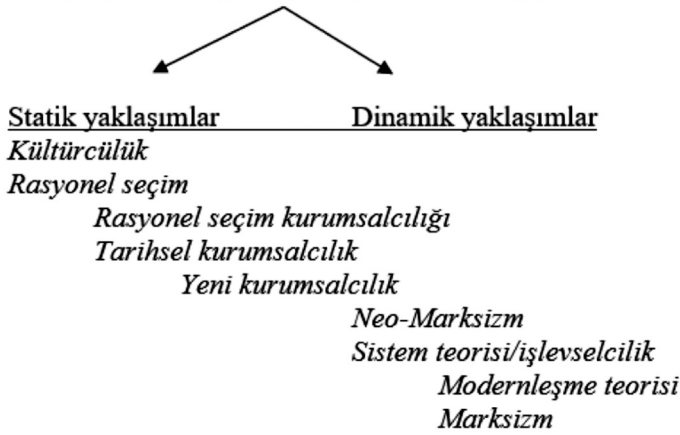 Statik yaklaşımlar Dinamik yaklaşımlar
Kültürcülük
Rasyonel seçim
Rasyonel seçim kurumsalcılığı
Tarihsel kurumsalcılık
Yeni kurumsalcılık
Neo-Marksizm
Sistem teorisi/işlevselcilik
Modernleşme teorisi
Marksizm